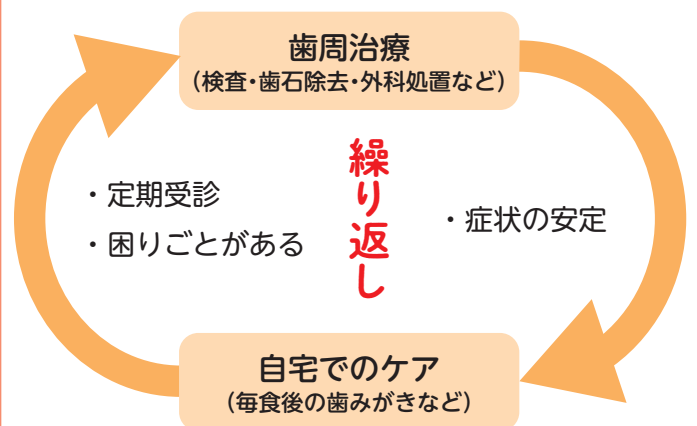 歯周治療
（検査・歯石除去・外科処置など）
・定期受診
・困りごとがある
繰り返し
・症状の安定
自宅でのケア
（毎食後の歯みがきなど）